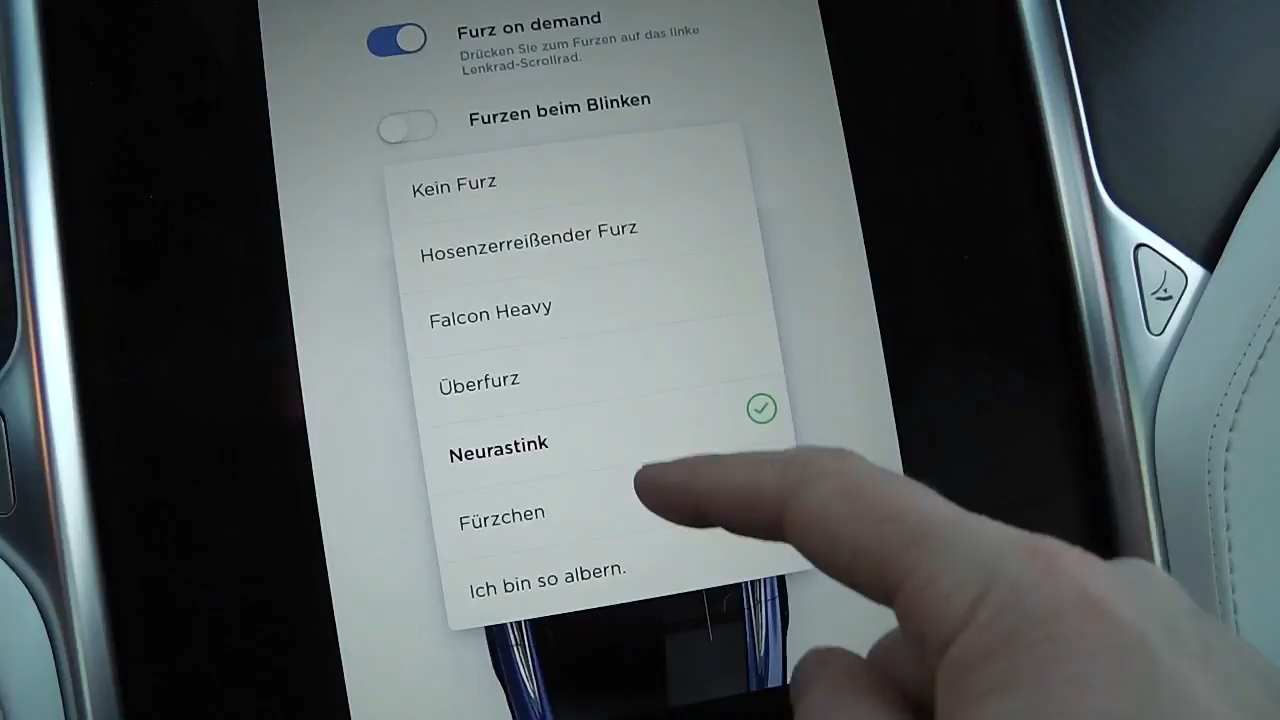 Furz on demand
Drücken Sie zum Furzen auf das linke
Lenkrad-Scrollrad.
Furzen beim Blinken
Kein Furz
Hosenzerreißender Furz
Falcon Heavy
Überfurz
Neurastink
Fürzchen
Ich bin so albern.